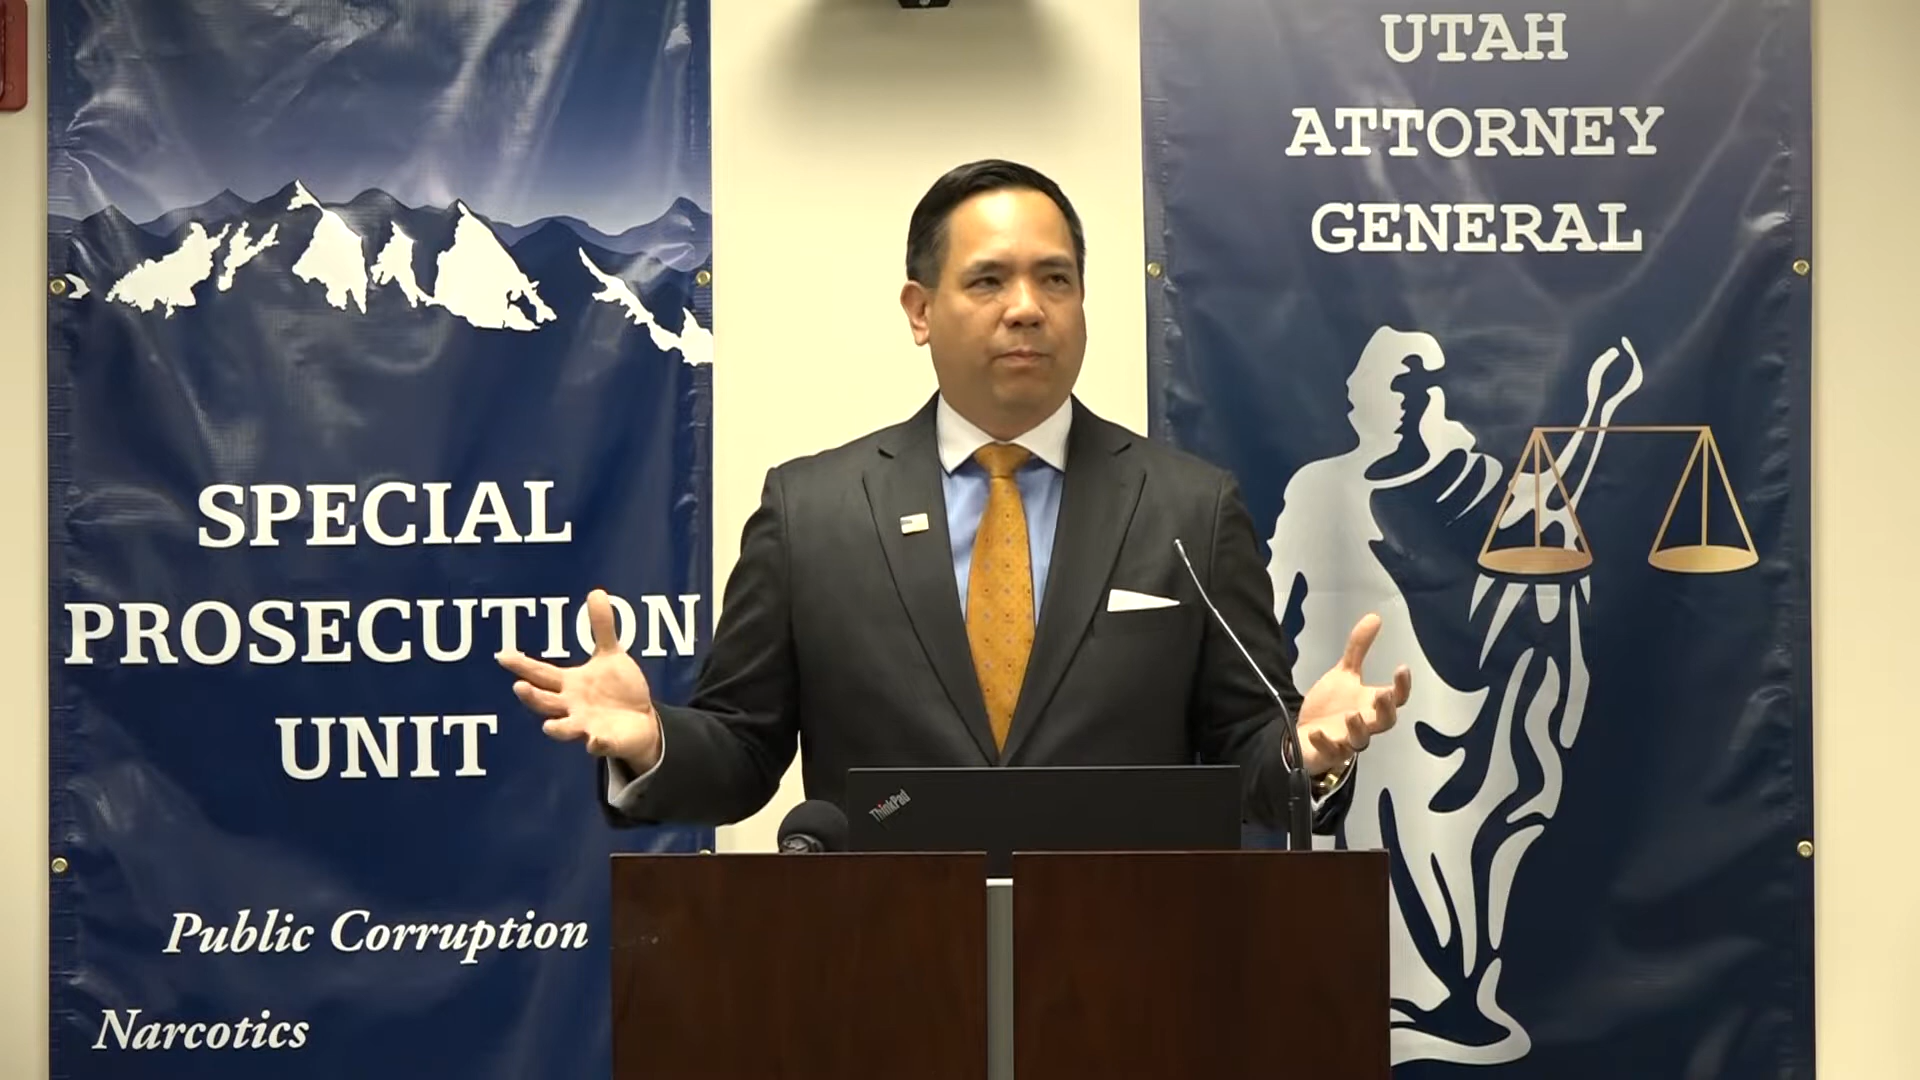 SPECIAL
PROSECUTION
UNIT
Public Corruption
Narcotics
UTAH
ATTORNEY
GENERAL
ThinkPad